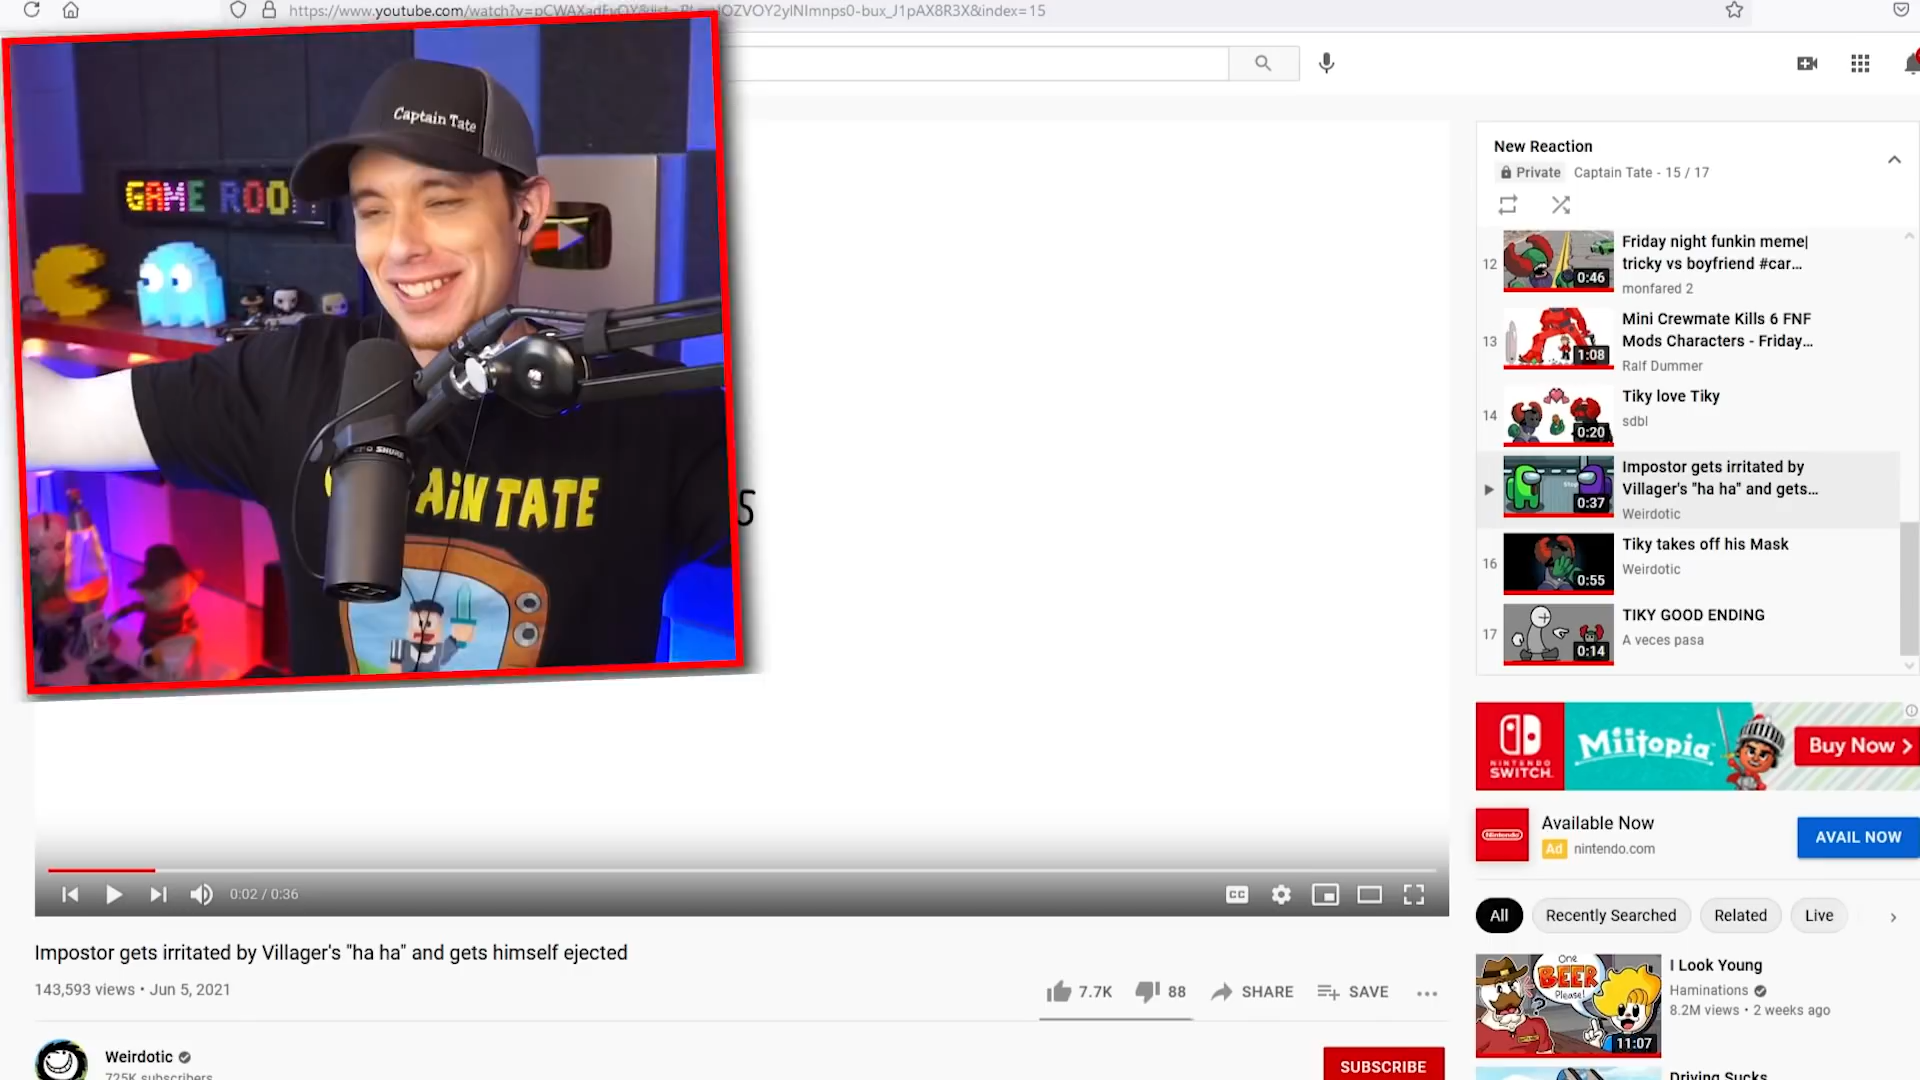 https://www.youtube.com/watch?v=pCWAXadFvOY&list=
OZVOY2ylNImnps0-bux_J1pAX8R3X&index=15
Captain Tate
GAME ROO
SHURE
AiN TATE
S
0:02 / 0:36
CC
Impostor gets irritated by Villager's "ha ha" and gets himself ejected
143,593 views • Jun 5, 2021
7.7K
88
SHARE
SAVE
Weirdotic
725K subscribers
SUBSCRIBE
New Reaction
Private Captain Tate - 15 / 17
12
0:46
Friday night funkin meme|
tricky vs boyfriend #car...
monfared 2
13
1:08
Mini Crewmate Kills 6 FNF
Mods Characters - Friday...
Ralf Dummer
14
0:20
Tiky love Tiky
sdbl
0:37
Impostor gets irritated by
Villager's "ha ha" and gets...
Weirdotic
16
0:55
Tiky takes off his Mask
Weirdotic
17
0:14
TIKY GOOD ENDING
A veces pasa
NINTENDO
SWITCH
Miitopia
Buy Now
Nintendo
Available Now
Ad nintendo.com
AVAIL NOW
All
Recently Searched
Related
Live
One
BEER
Please!
11:07
I Look Young
Haminations
8.2M views • 2 weeks ago
Driving Sucks